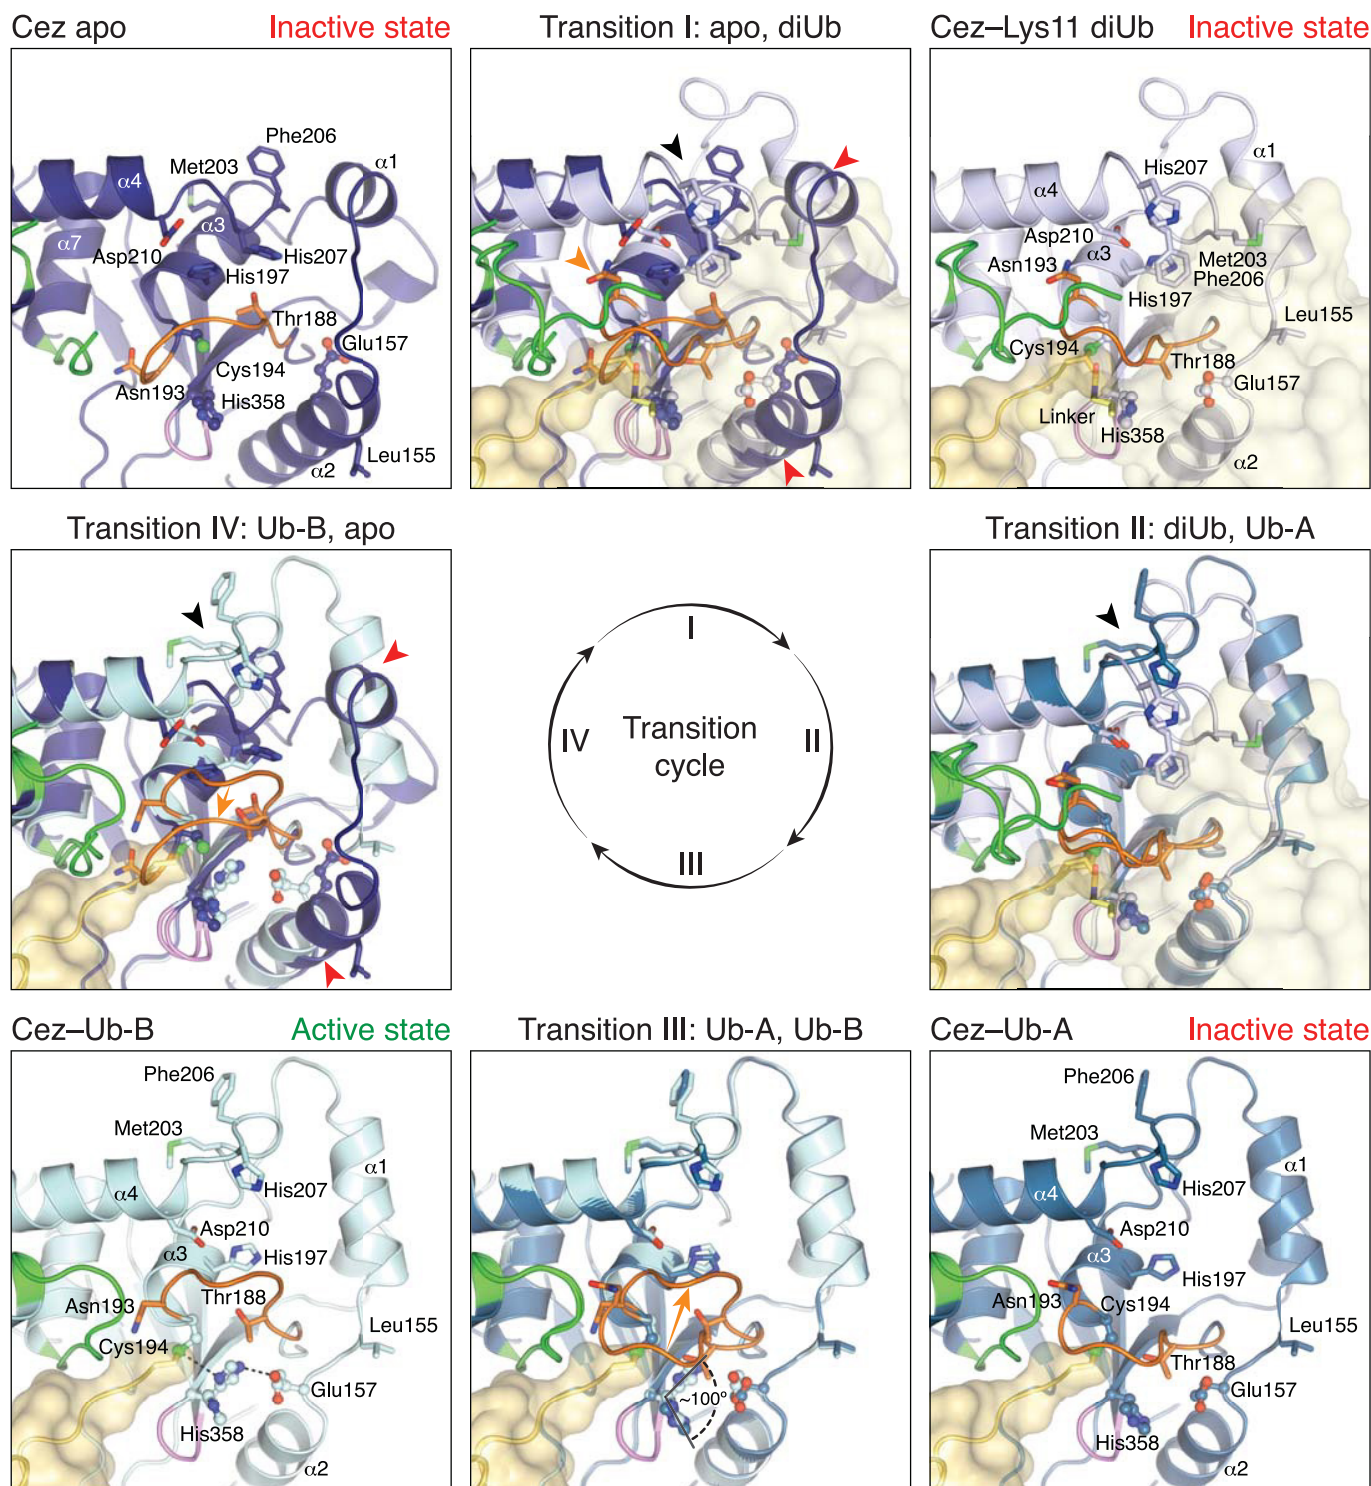 Cez apo Inactive state
Transition I: apo, diUb
Cez–Lys11 diUb Inactive state
Phe206
Met203
α1
α4
α3
α7
Asp210
His207
His197
Thr188
Glu157
Cys194
Asn193
His358
Leu155
α2
His207
α1
α4
Asp210
α3
Asn193
Met203
Phe206
His197
Leu155
Cys194
Thr188
Glu157
Linker
His358
α2
Transition IV: Ub-B, apo
Transition II: diUb, Ub-A
I
IV
Transition
cycle
II
III
Cez–Ub-B Active state
Transition III: Ub-A, Ub-B
Cez–Ub-A Inactive state
Phe206
Met203
α1
α4
His207
Asp210
α3
His197
Asn193
Thr188
Cys194
Leu155
Glu157
His358
α2
~100°
Phe206
Met203
α1
α4
His207
Asp210
α3
His197
Asn193
Cys194
Leu155
Thr188
Glu157
His358
α2